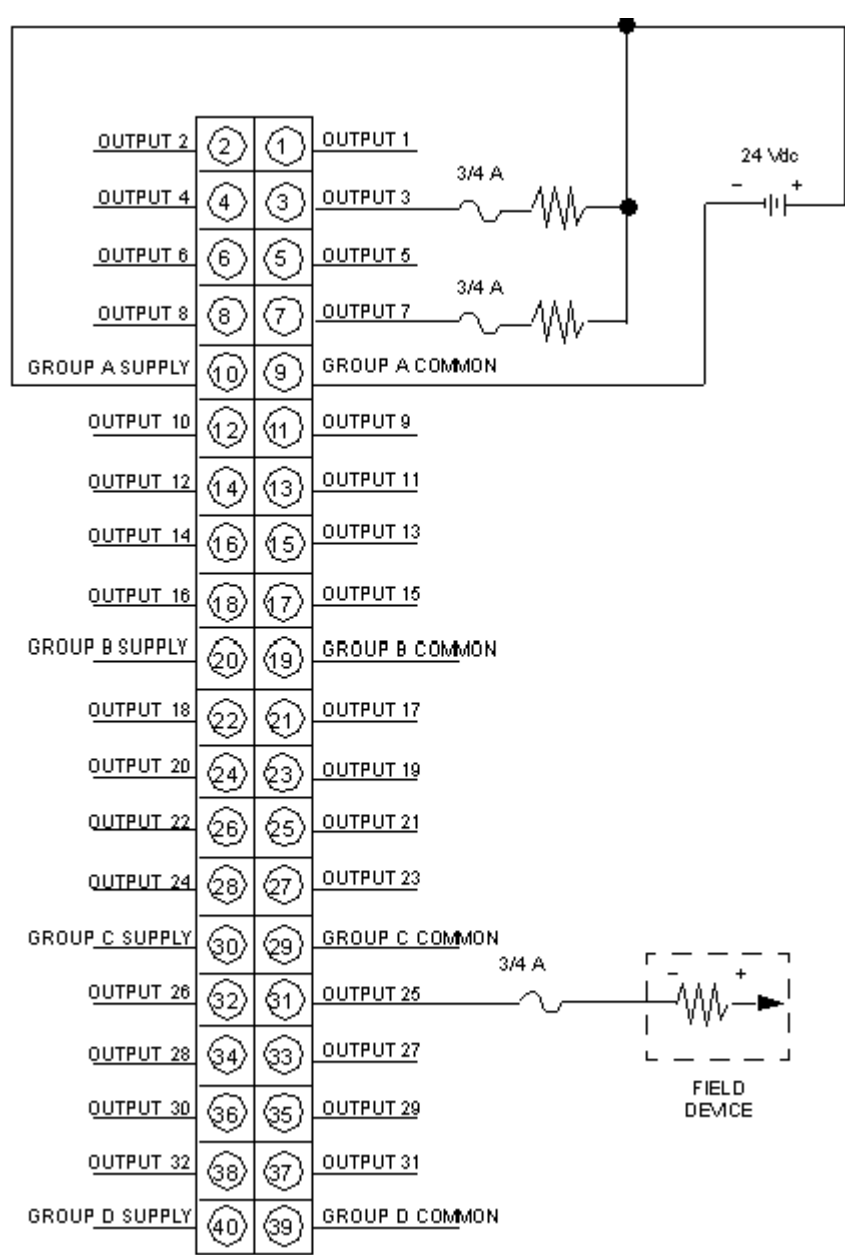 OUTPUT 2 2 1 OUTPUT 1
3/4 A
24 Vdc
- +
OUTPUT 4 4 3 OUTPUT 3
OUTPUT 6 6 5 OUTPUT 5
3/4 A
OUTPUT 8 8 7 OUTPUT 7
GROUP A SUPPLY 10 9 GROUP A COMMON
OUTPUT 10 12 11 OUTPUT 9
OUTPUT 12 14 13 OUTPUT 11
OUTPUT 14 16 15 OUTPUT 13
OUTPUT 16 18 17 OUTPUT 15
GROUP B SUPPLY 20 19 GROUP B COMMON
OUTPUT 18 22 21 OUTPUT 17
OUTPUT 20 24 23 OUTPUT 19
OUTPUT 22 26 25 OUTPUT 21
OUTPUT 24 28 27 OUTPUT 23
GROUP C SUPPLY 30 29 GROUP C COMMON
3/4 A
- +
OUTPUT 26 32 31 OUTPUT 25
OUTPUT 28 34 33 OUTPUT 27
FIELD
DEVICE
OUTPUT 30 36 35 OUTPUT 29
OUTPUT 32 38 37 OUTPUT 31
GROUP D SUPPLY 40 39 GROUP D COMMON